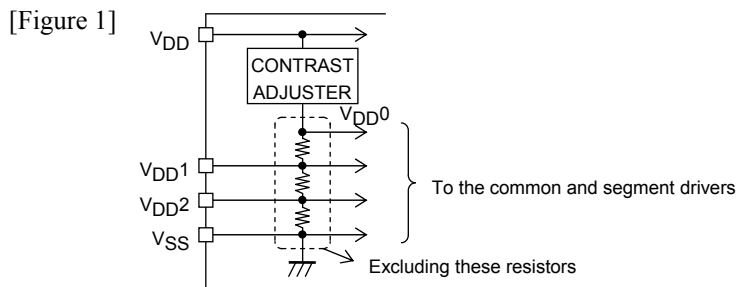 [Figure 1]
VDD
CONTRAST
ADJUSTER
VDD0
VDD1
VDD2
To the common and segment drivers
VSS
Excluding these resistors